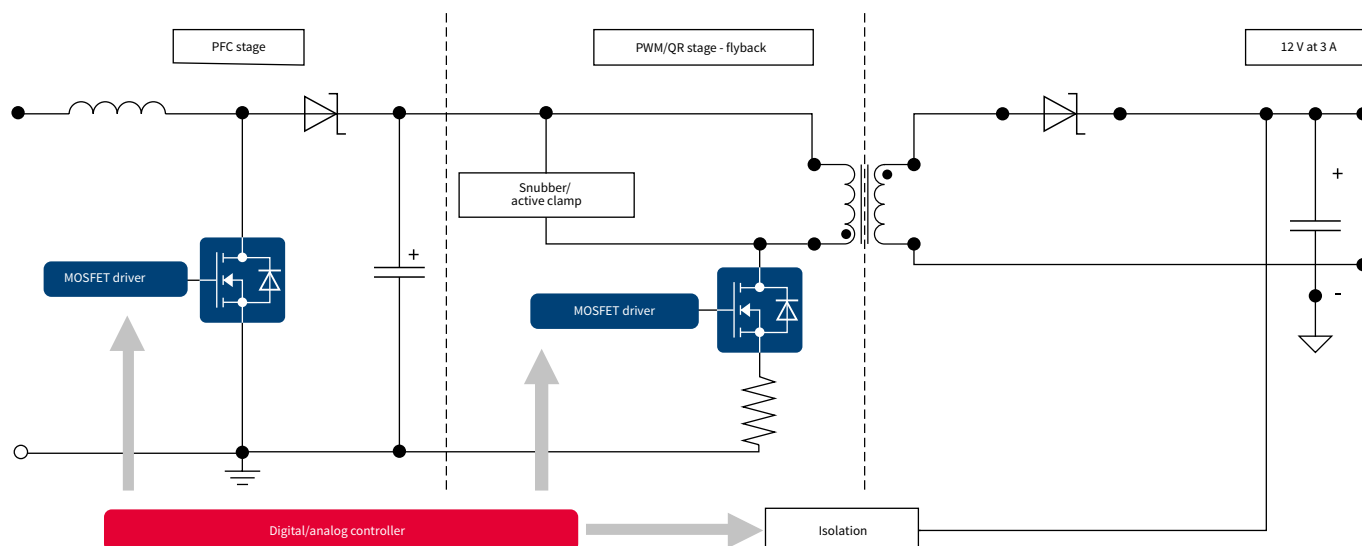 PFC stage
PWM/QR stage - flyback
12 V at 3 A
Snubber/
active clamp
+
+
-
MOSFET driver
MOSFET driver
Digital/analog controller
Isolation